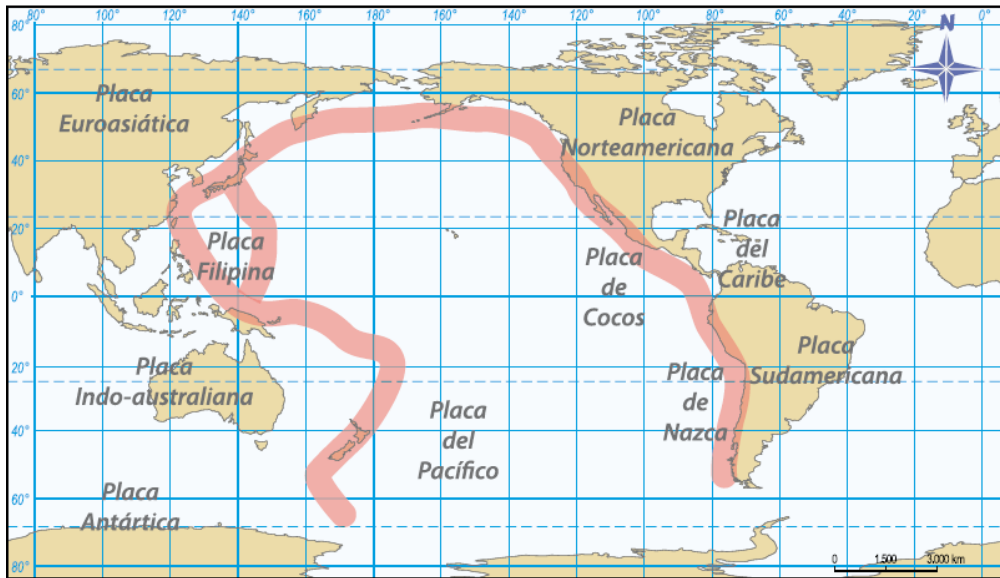 80° 100° 120° 140° 160° 180° 160° 140° 120° 100° 80° 60° 40° 20° 0°
N
80°
60°
40°
20°
0°
20°
40°
60°
80°
Placa
Euroasiática
Placa
Norteamericana
Placa
Filipina
Placa
del
Caribe
Placa
de
Cocos
Placa
Indo-australiana
Placa
Sudamericana
Placa
de
Nazca
Placa
del
Pacífico
Placa
Antártica
0 1.500 3.000 km